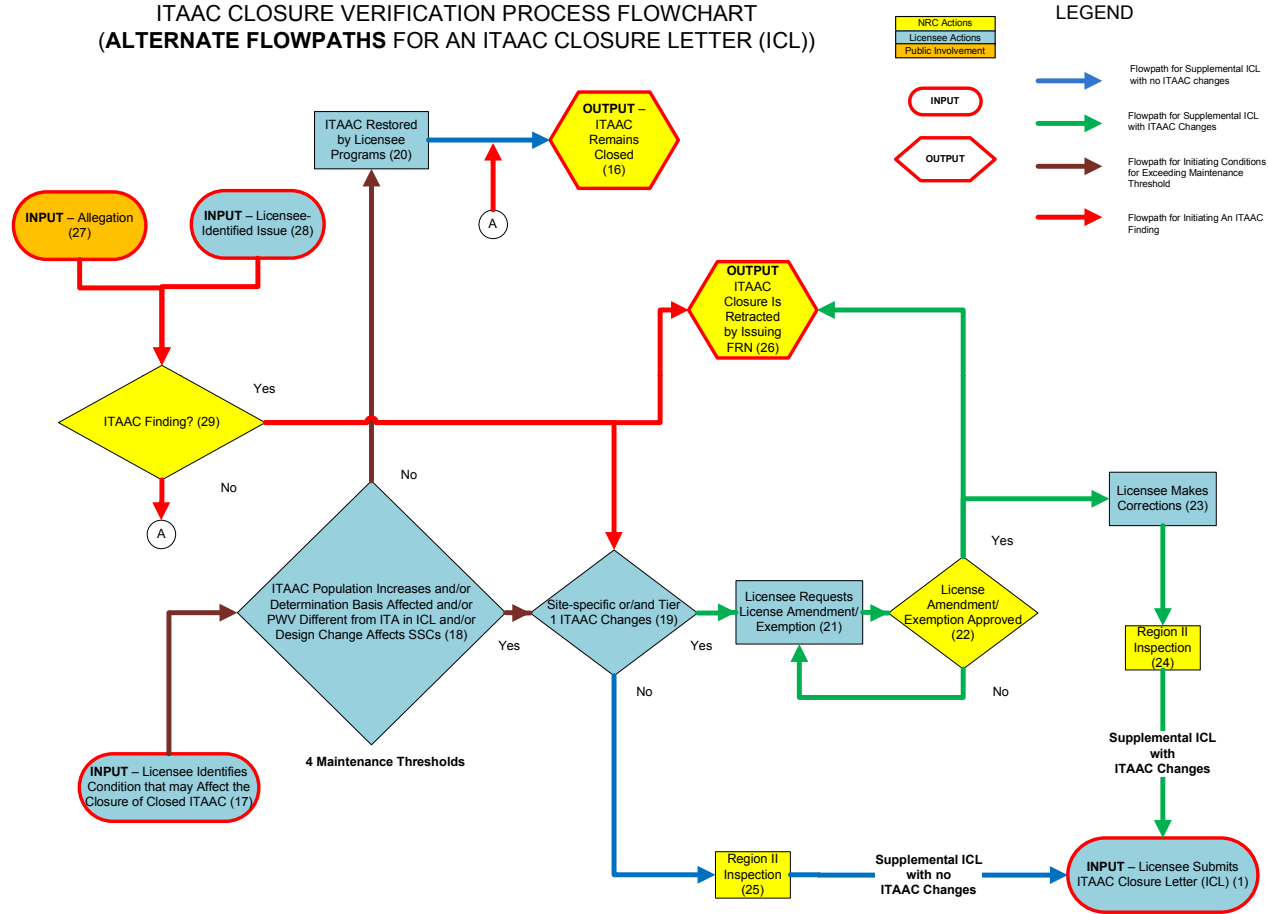 ITAAC CLOSURE VERIFICATION PROCESS FLOWCHART
(ALTERNATE FLOWPATHS FOR AN ITAAC CLOSURE LETTER (ICL))
LEGEND
NRC Actions
Licensee Actions
Public Involvement
INPUT
OUTPUT
Flowpath for Supplemental ICL
with no ITAAC changes
Flowpath for Supplemental ICL
with ITAAC Changes
Flowpath for Initiating Conditions
for Exceeding Maintenance
Threshold
Flowpath for Initiating An ITAAC
Finding
ITAAC Restored
by Licensee
Programs (20)
OUTPUT –
ITAAC
Remains
Closed
(16)
A
INPUT – Allegation
(27)
INPUT – Licensee-
Identified Issue (28)
OUTPUT
ITAAC
Closure Is
Retracted
by Issuing
FRN (26)
ITAAC Finding? (29)
Yes
No
A
No
ITAAC Population Increases and/or
Determination Basis Affected and/or
PWV Different from ITA in ICL and/or
Design Change Affects SSCs (18)
Yes
4 Maintenance Thresholds
INPUT – Licensee Identifies
Condition that may Affect the
Closure of Closed ITAAC (17)
Site-specific or/and Tier
1 ITAAC Changes (19)
Yes
No
Licensee Requests
License Amendment/
Exemption (21)
License
Amendment/
Exemption Approved
(22)
Yes
No
Licensee Makes
Corrections (23)
Region II
Inspection
(24)
Supplemental ICL
with
ITAAC Changes
Region II
Inspection
(25)
Supplemental ICL
with no
ITAAC Changes
INPUT – Licensee Submits
ITAAC Closure Letter (ICL) (1)